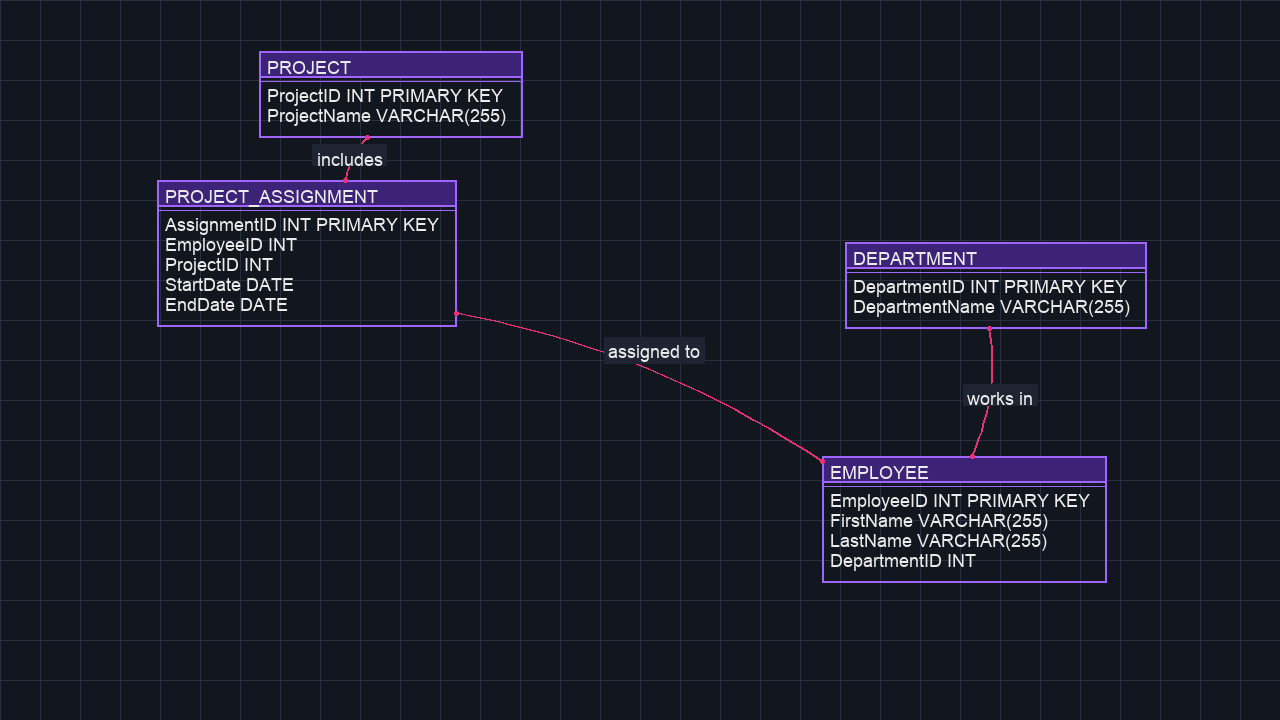 PROJECT
ProjectID INT PRIMARY KEY
ProjectName VARCHAR(255)
includes
PROJECT_ASSIGNMENT
AssignmentID INT PRIMARY KEY
EmployeeID INT
ProjectID INT
StartDate DATE
EndDate DATE
DEPARTMENT
DepartmentID INT PRIMARY KEY
DepartmentName VARCHAR(255)
assigned to
works in
EMPLOYEE
EmployeeID INT PRIMARY KEY
FirstName VARCHAR(255)
LastName VARCHAR(255)
DepartmentID INT